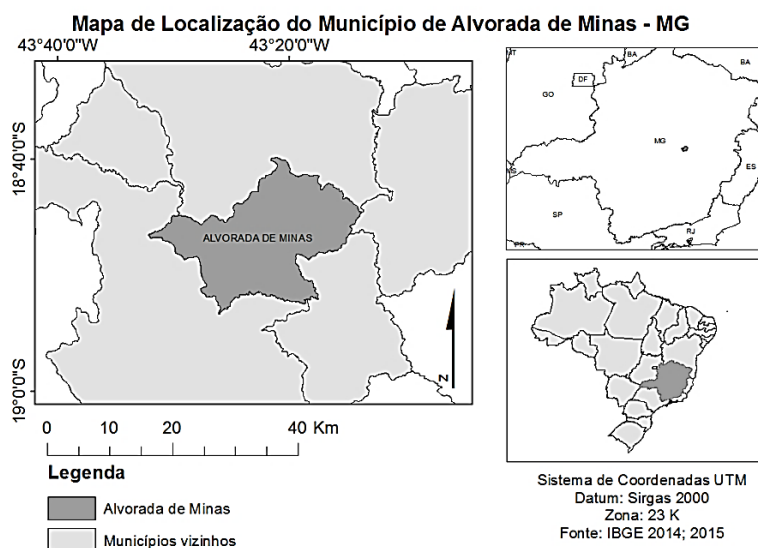 Mapa de Localização do Município de Alvorada de Minas - MG
43°40'0"W
43°20'0"W
18°40'0"S
19°0'0"S
ALVORADA DE MINAS
N
0 10 20 40 Km
Legenda
Alvorada de Minas
Municípios vizinhos
MT
BA
BA
DF
GO
MG
MS
ES
SP
RJ
PR
Sistema de Coordenadas UTM
Datum: Sirgas 2000
Zona: 23 K
Fonte: IBGE 2014; 2015